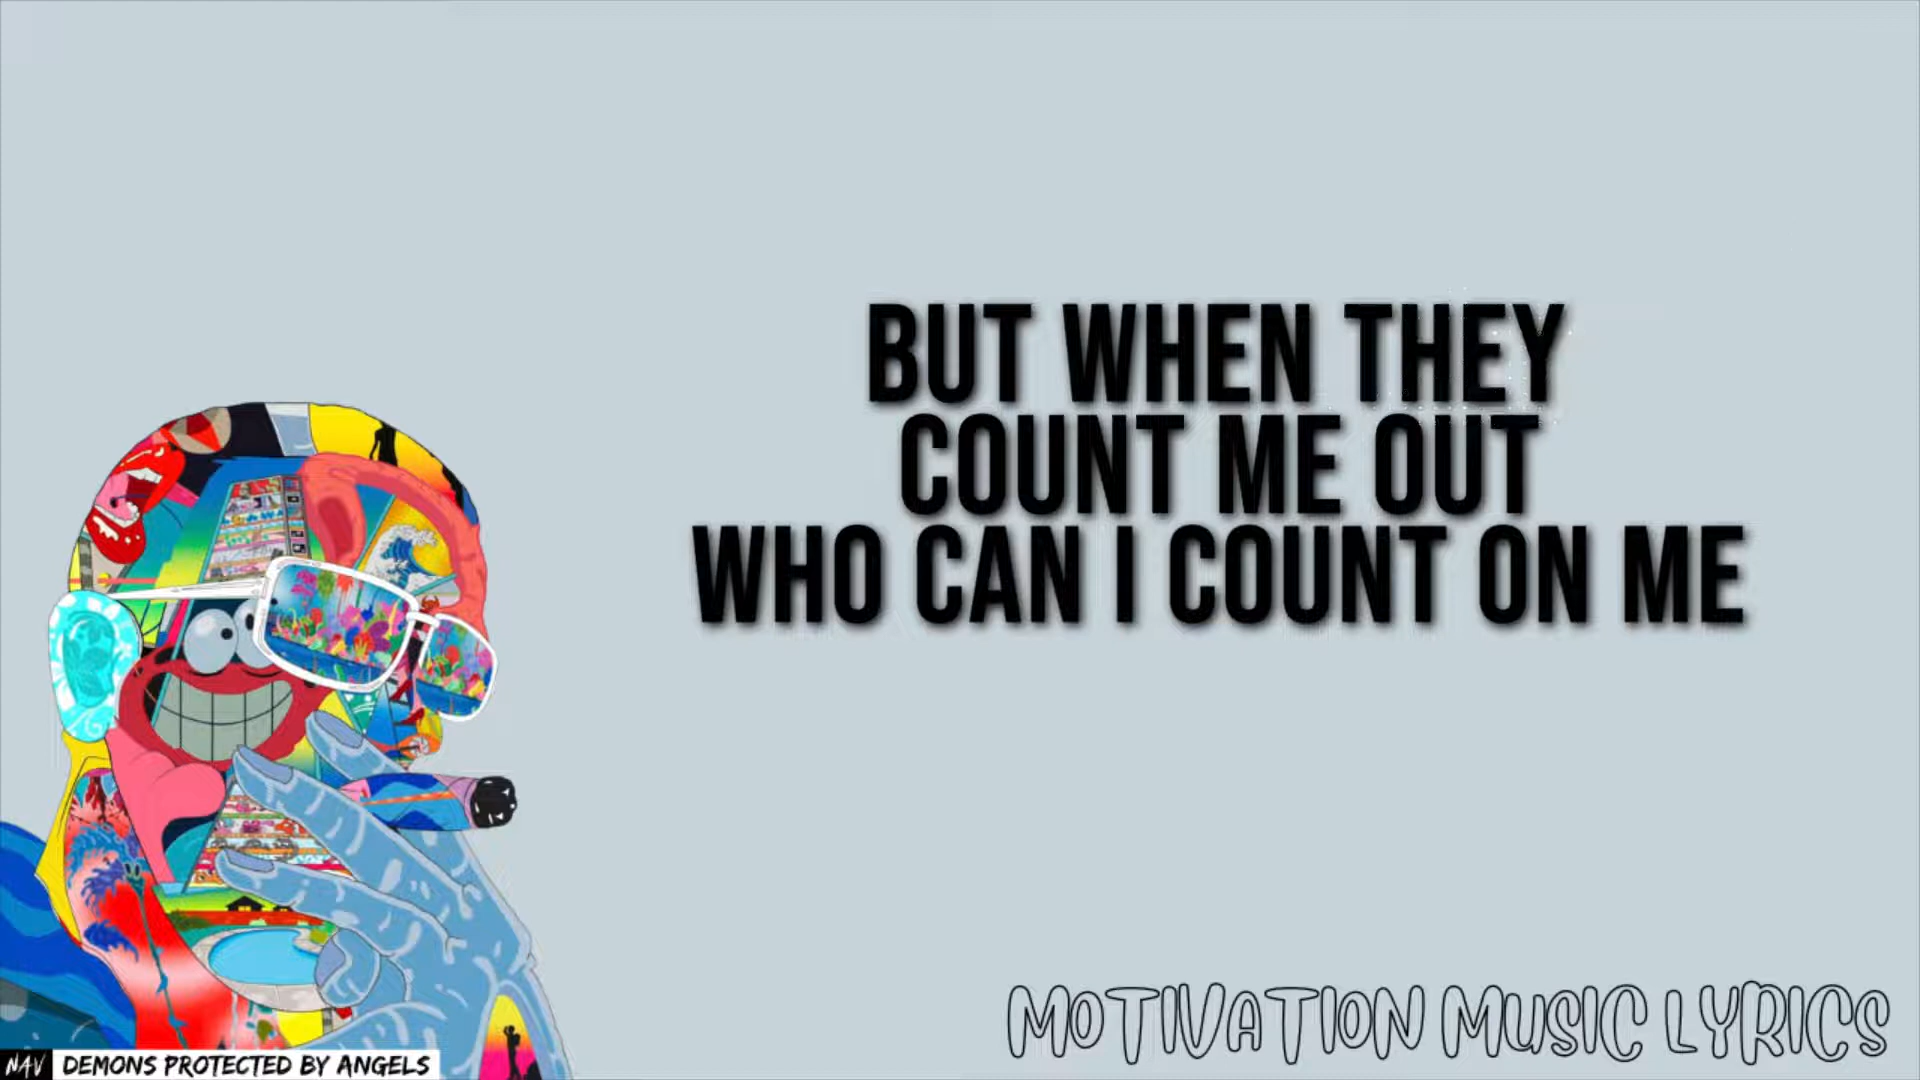 BUT WHEN THEY
COUNT ME OUT
WHO CAN I COUNT ON ME
MOTIVATION MUSIC LYRICS
NAV DEMONS PROTECTED BY ANGELS